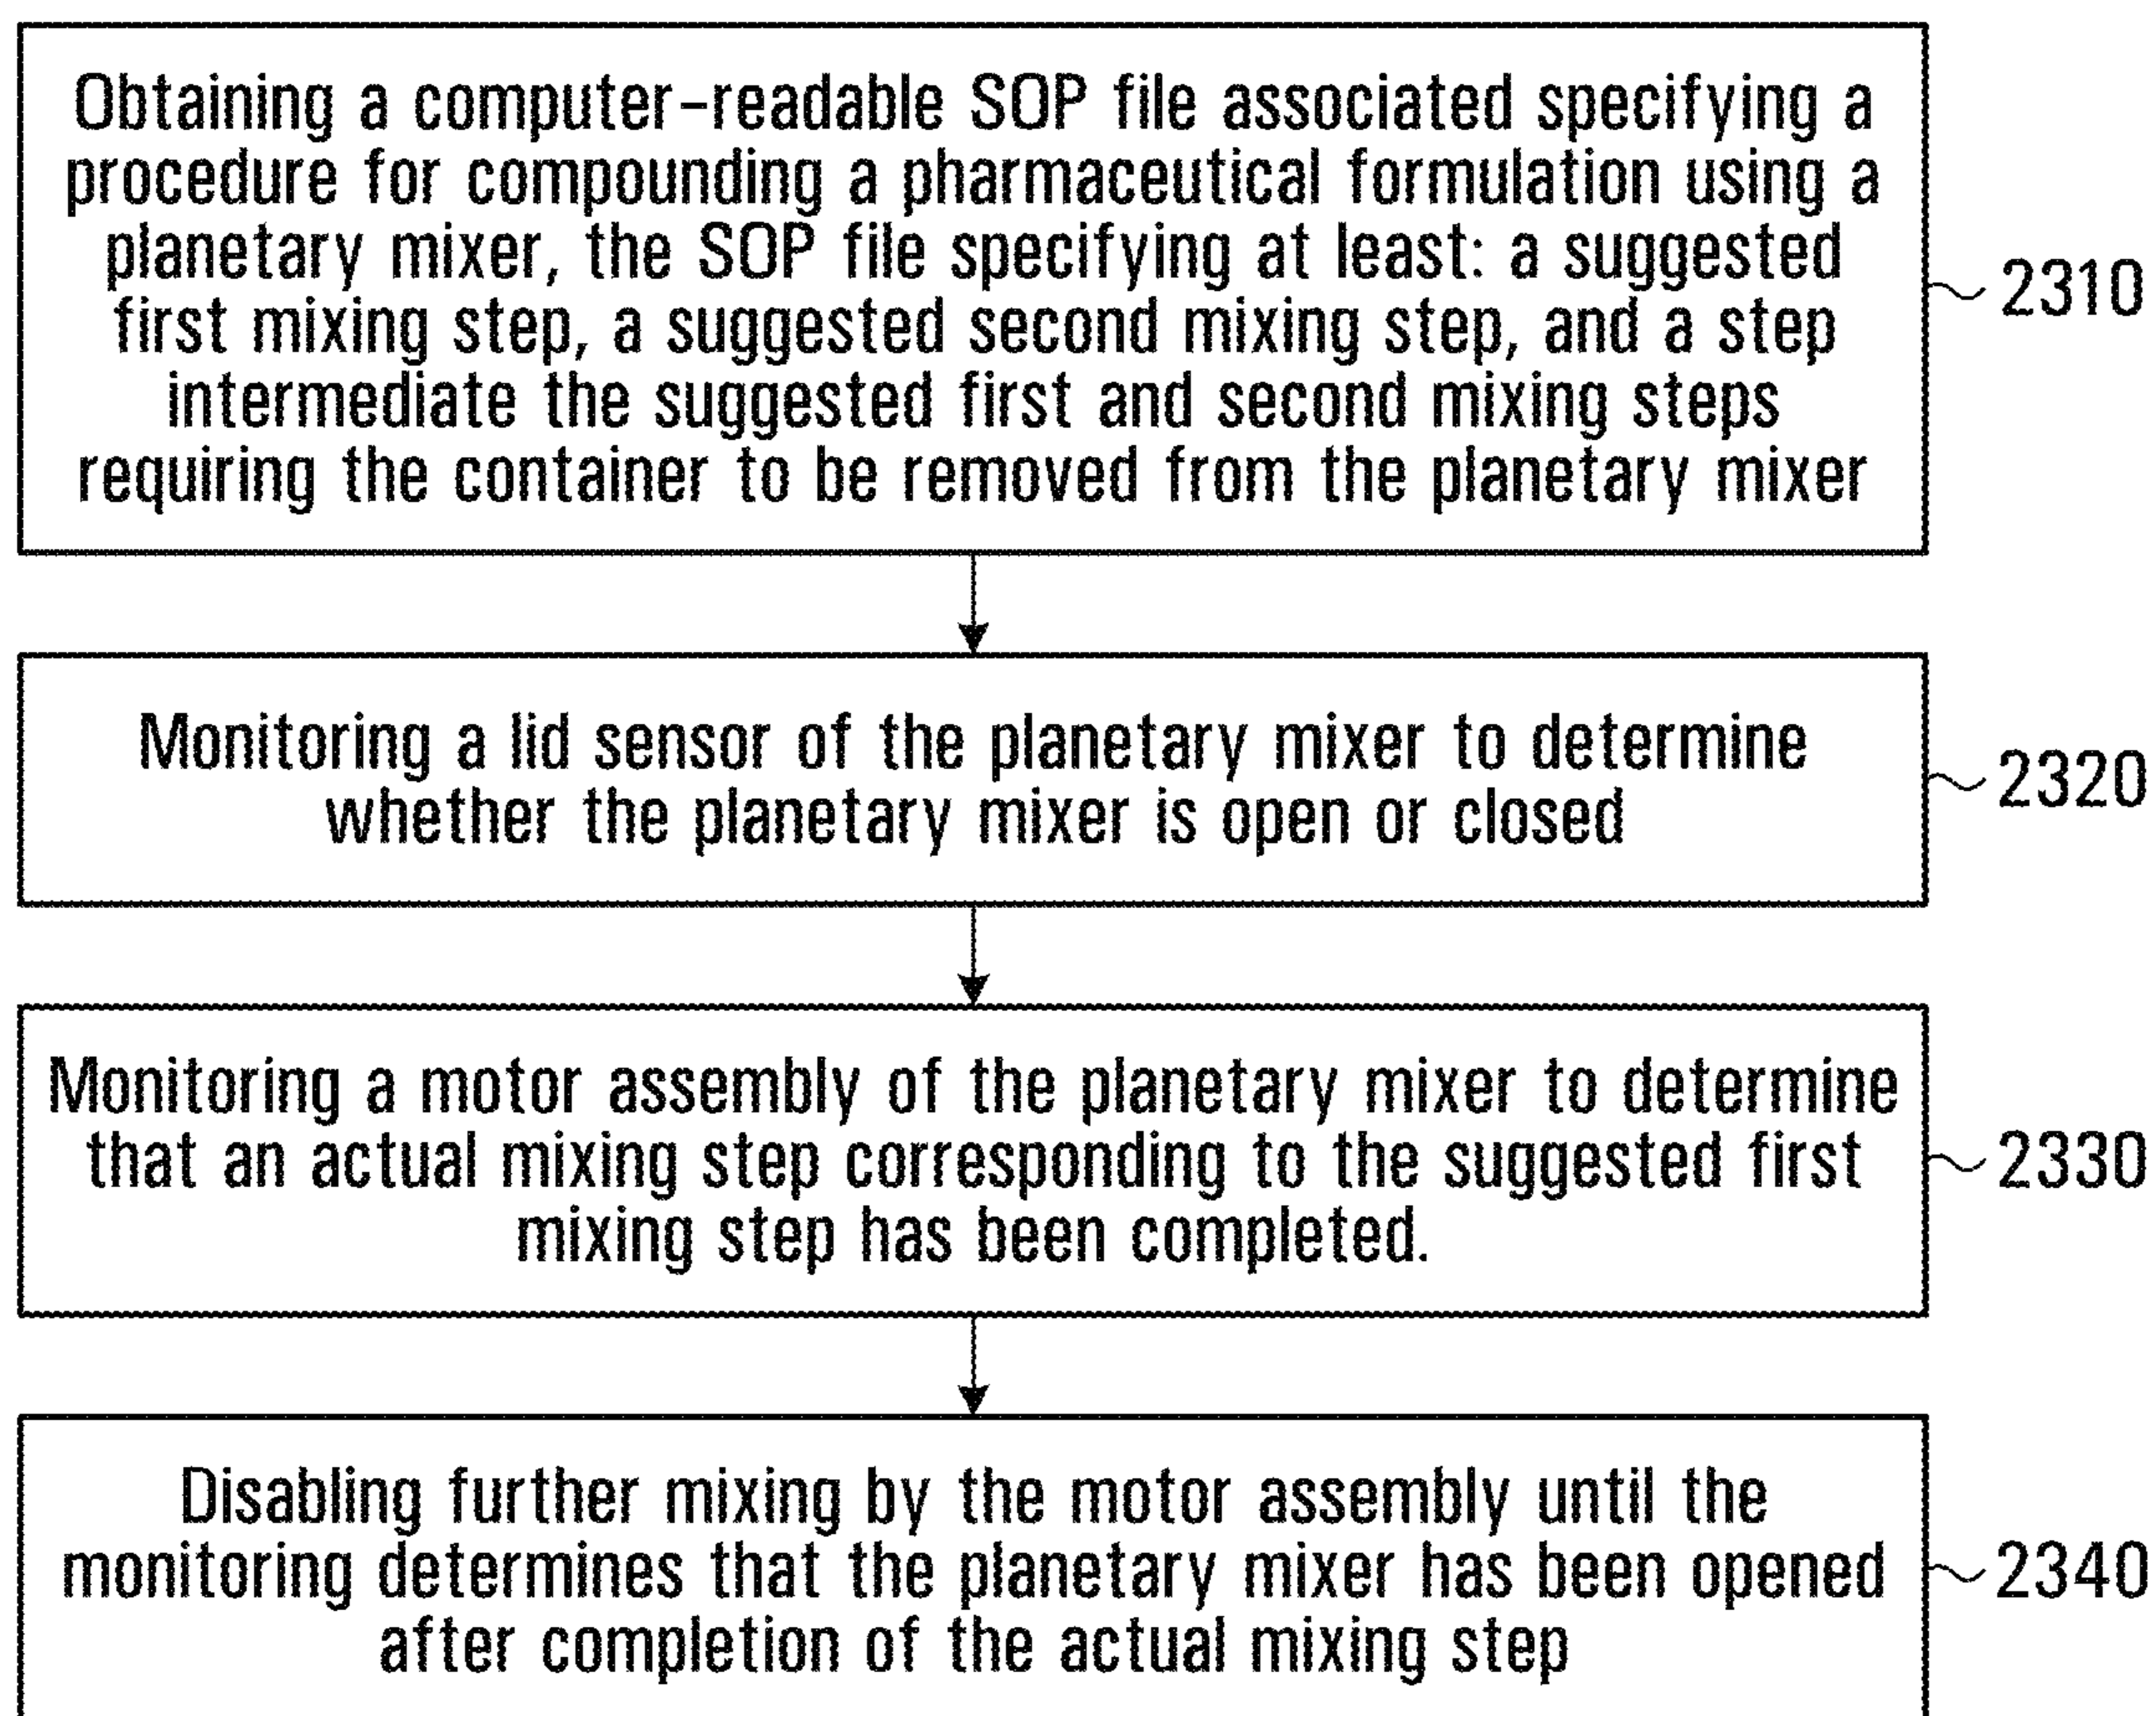 Obtaining a computer-readable SOP file associated specifying a
procedure for compounding a pharmaceutical formulation using a
planetary mixer, the SOP file specifying at least: a suggested
first mixing step, a suggested second mixing step, and a step
intermediate the suggested first and second mixing steps
requiring the container to be removed from the planetary mixer
2310
Monitoring a lid sensor of the planetary mixer to determine
whether the planetary mixer is open or closed
2320
Monitoring a motor assembly of the planetary mixer to determine
that an actual mixing step corresponding to the suggested first
mixing step has been completed.
2330
Disabling further mixing by the motor assembly until the
monitoring determines that the planetary mixer has been opened
after completion of the actual mixing step
2340